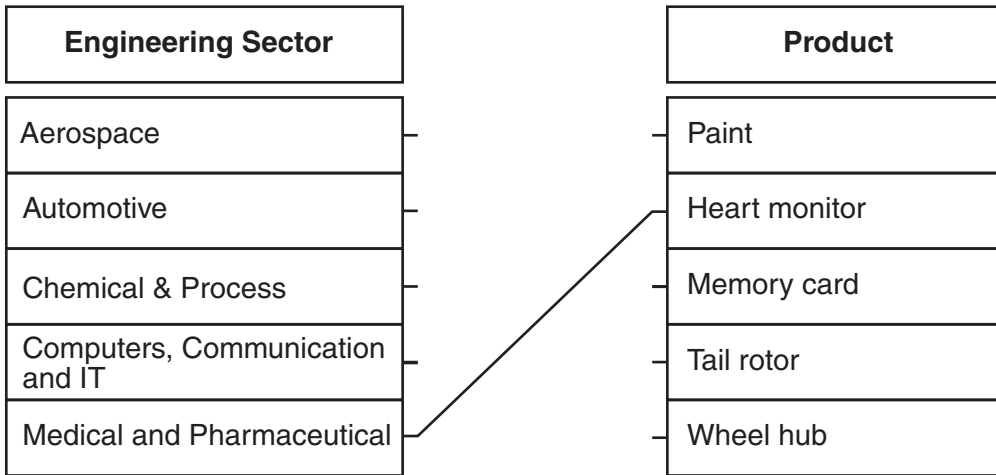 Engineering Sector
Product
Aerospace
Paint
Automotive
Heart monitor
Chemical & Process
Memory card
Computers, Communication
and IT
Tail rotor
Medical and Pharmaceutical
Wheel hub